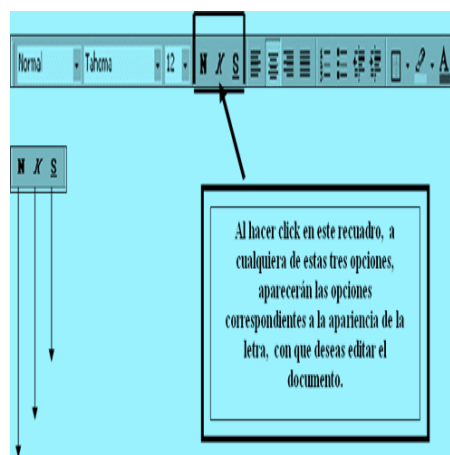 Normal Tahoma 12 N K S A
N K S
Al hacer click en este recuadro, a
cualquiera de estas tres opciones,
aparecerán las opciones
correspondientes a la apariencia de la
letra, con que deseas editar el
documento.